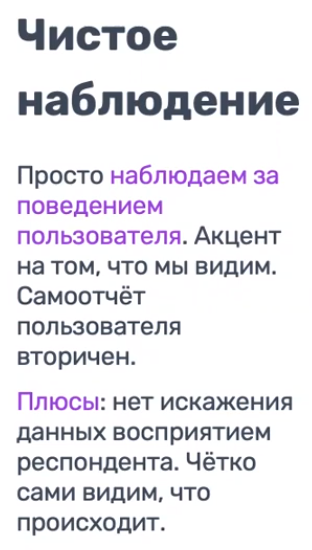 Чистое
наблюдение
Просто наблюдаем за
поведением
пользователя. Акцент
на том, что мы видим.
Самоотчёт
пользователя
вторичен.
Плюсы: нет искажения
данных восприятием
респондента. Чётко
сами видим, что
происходит.